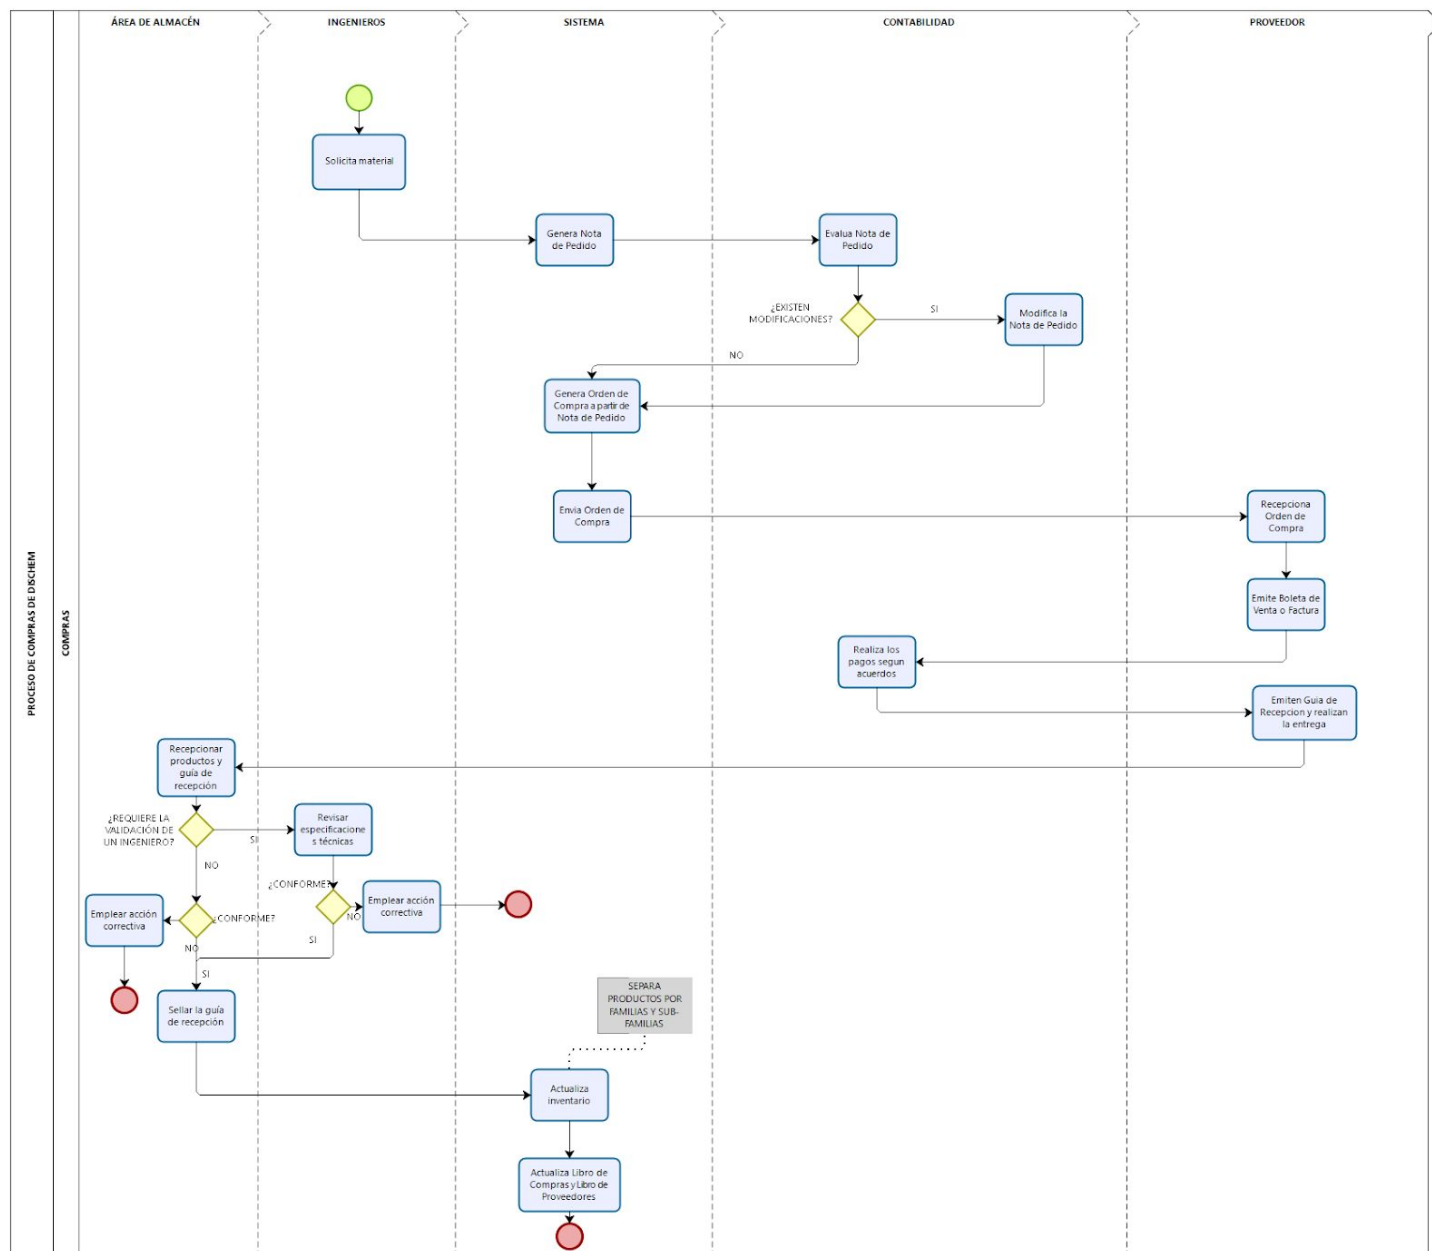 ÁREA DE ALMACÉN
INGENIEROS
SISTEMA
CONTABILIDAD
PROVEEDOR
PROCESO DE COMPRAS DE DISCHEM
COMPRAS
Solicita material
Genera Nota
de Pedido
Evalua Nota de
Pedido
¿EXISTEN
MODIFICACIONES?
SI
Modifica la
Nota de Pedido
NO
Genera Orden de
Compra a partir de
Nota de Pedido
Envia Orden de
Compra
Recepciona
Orden de
Compra
Emite Boleta de
Venta o Factura
Realiza los
pagos segun
acuerdos
Emiten Guia de
Recepcion y realizan
la entrega
Recepcionar
productos y
guía de
recepción
¿REQUIERE LA
VALIDACIÓN DE
UN INGENIERO?
SI
Revisar
especificacione
s técnicas
NO
¿CONFORME?
Emplear acción
correctiva
NO
Emplear acción
correctiva
¿CONFORME?
NO
SI
SI
Sellar la guía
de recepción
SEPARA
PRODUCTOS POR
FAMILIAS Y SUB-
FAMILIAS
Actualiza
inventario
Actualiza Libro de
Compras y Libro de
Proveedores